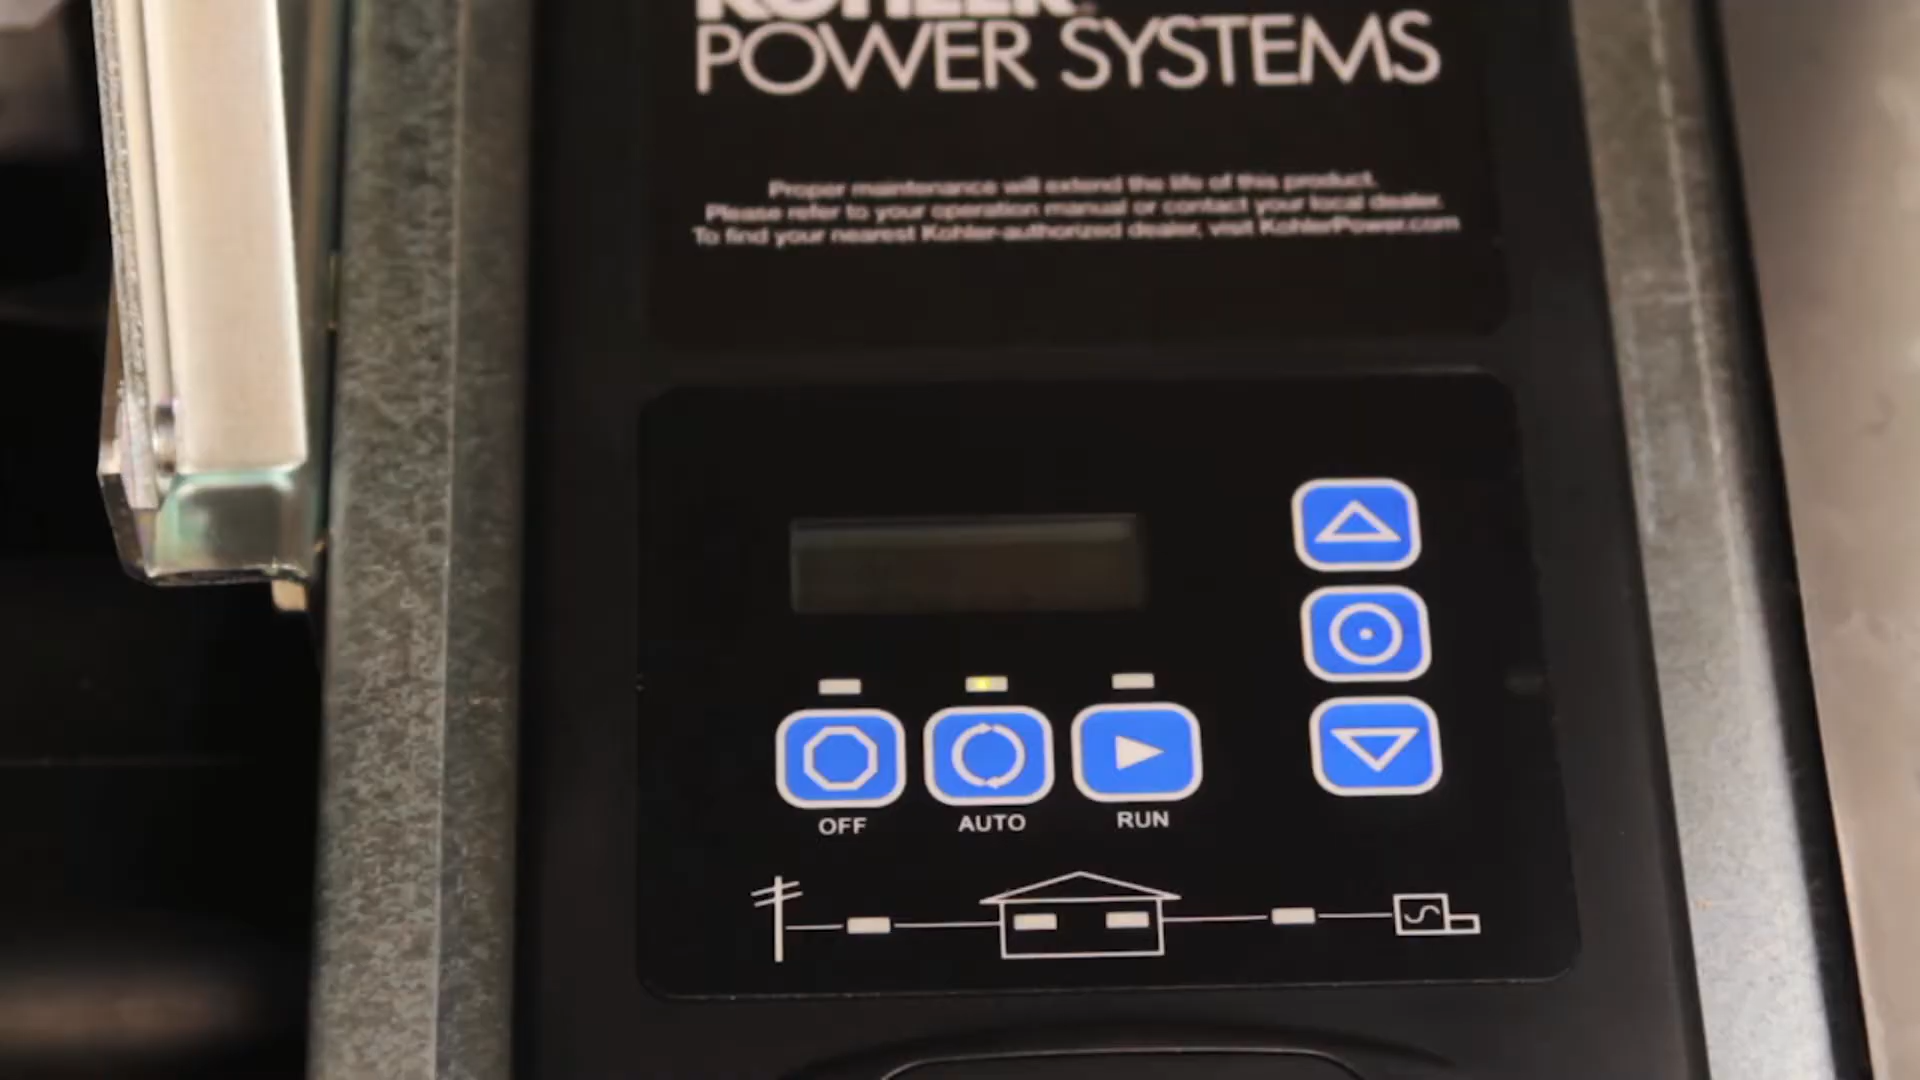 KOHLER
POWER SYSTEMS
Proper maintenance will extend the life of this product.
Please refer to your operation manual or contact your local dealer.
To find your nearest Kohler-authorized dealer, visit KohlerPower.com
OFF AUTO RUN